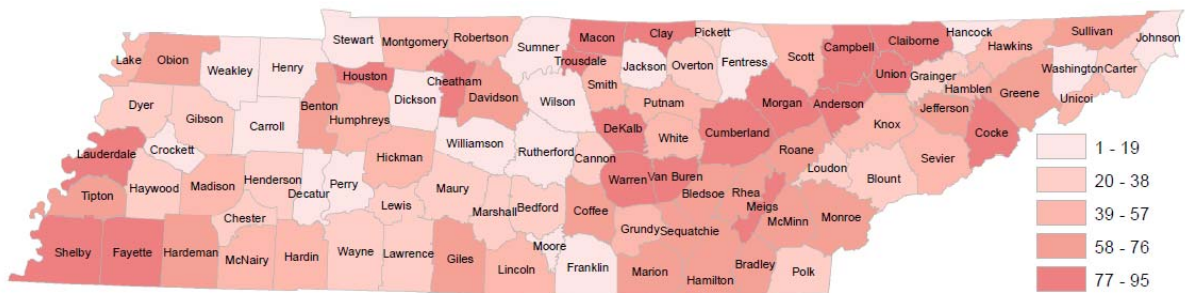 Stewart
Montgomery
Robertson
Sumner
Macon
Clay
Pickett
Scott
Campbell
Claiborne
Hancock
Hawkins
Sullivan
Johnson
Lake
Obion
Weakley
Henry
Houston
Cheatham
Trousdale
Jackson
Overton
Fentress
Union
Grainger
Washington
Carter
Dyer
Gibson
Carroll
Benton
Humphreys
Dickson
Davidson
Wilson
Smith
Putnam
Morgan
Anderson
Hamblen
Jefferson
Greene
Unicoi
Crockett
Lauderdale
Haywood
Madison
Henderson
Decatur
Perry
Hickman
Williamson
Rutherford
Cannon
DeKalb
White
Cumberland
Roane
Knox
Loudon
Sevier
Cocke
Tipton
Chester
Lewis
Maury
Marshall
Bedford
Coffee
Warren
Van Buren
Bledsoe
Rhea
Meigs
McMinn
Monroe
Blount
Shelby
Fayette
Hardeman
McNairy
Hardin
Wayne
Lawrence
Giles
Lincoln
Moore
Franklin
Grundy
Sequatchie
Marion
Hamilton
Bradley
Polk
1 - 19
20 - 38
39 - 57
58 - 76
77 - 95